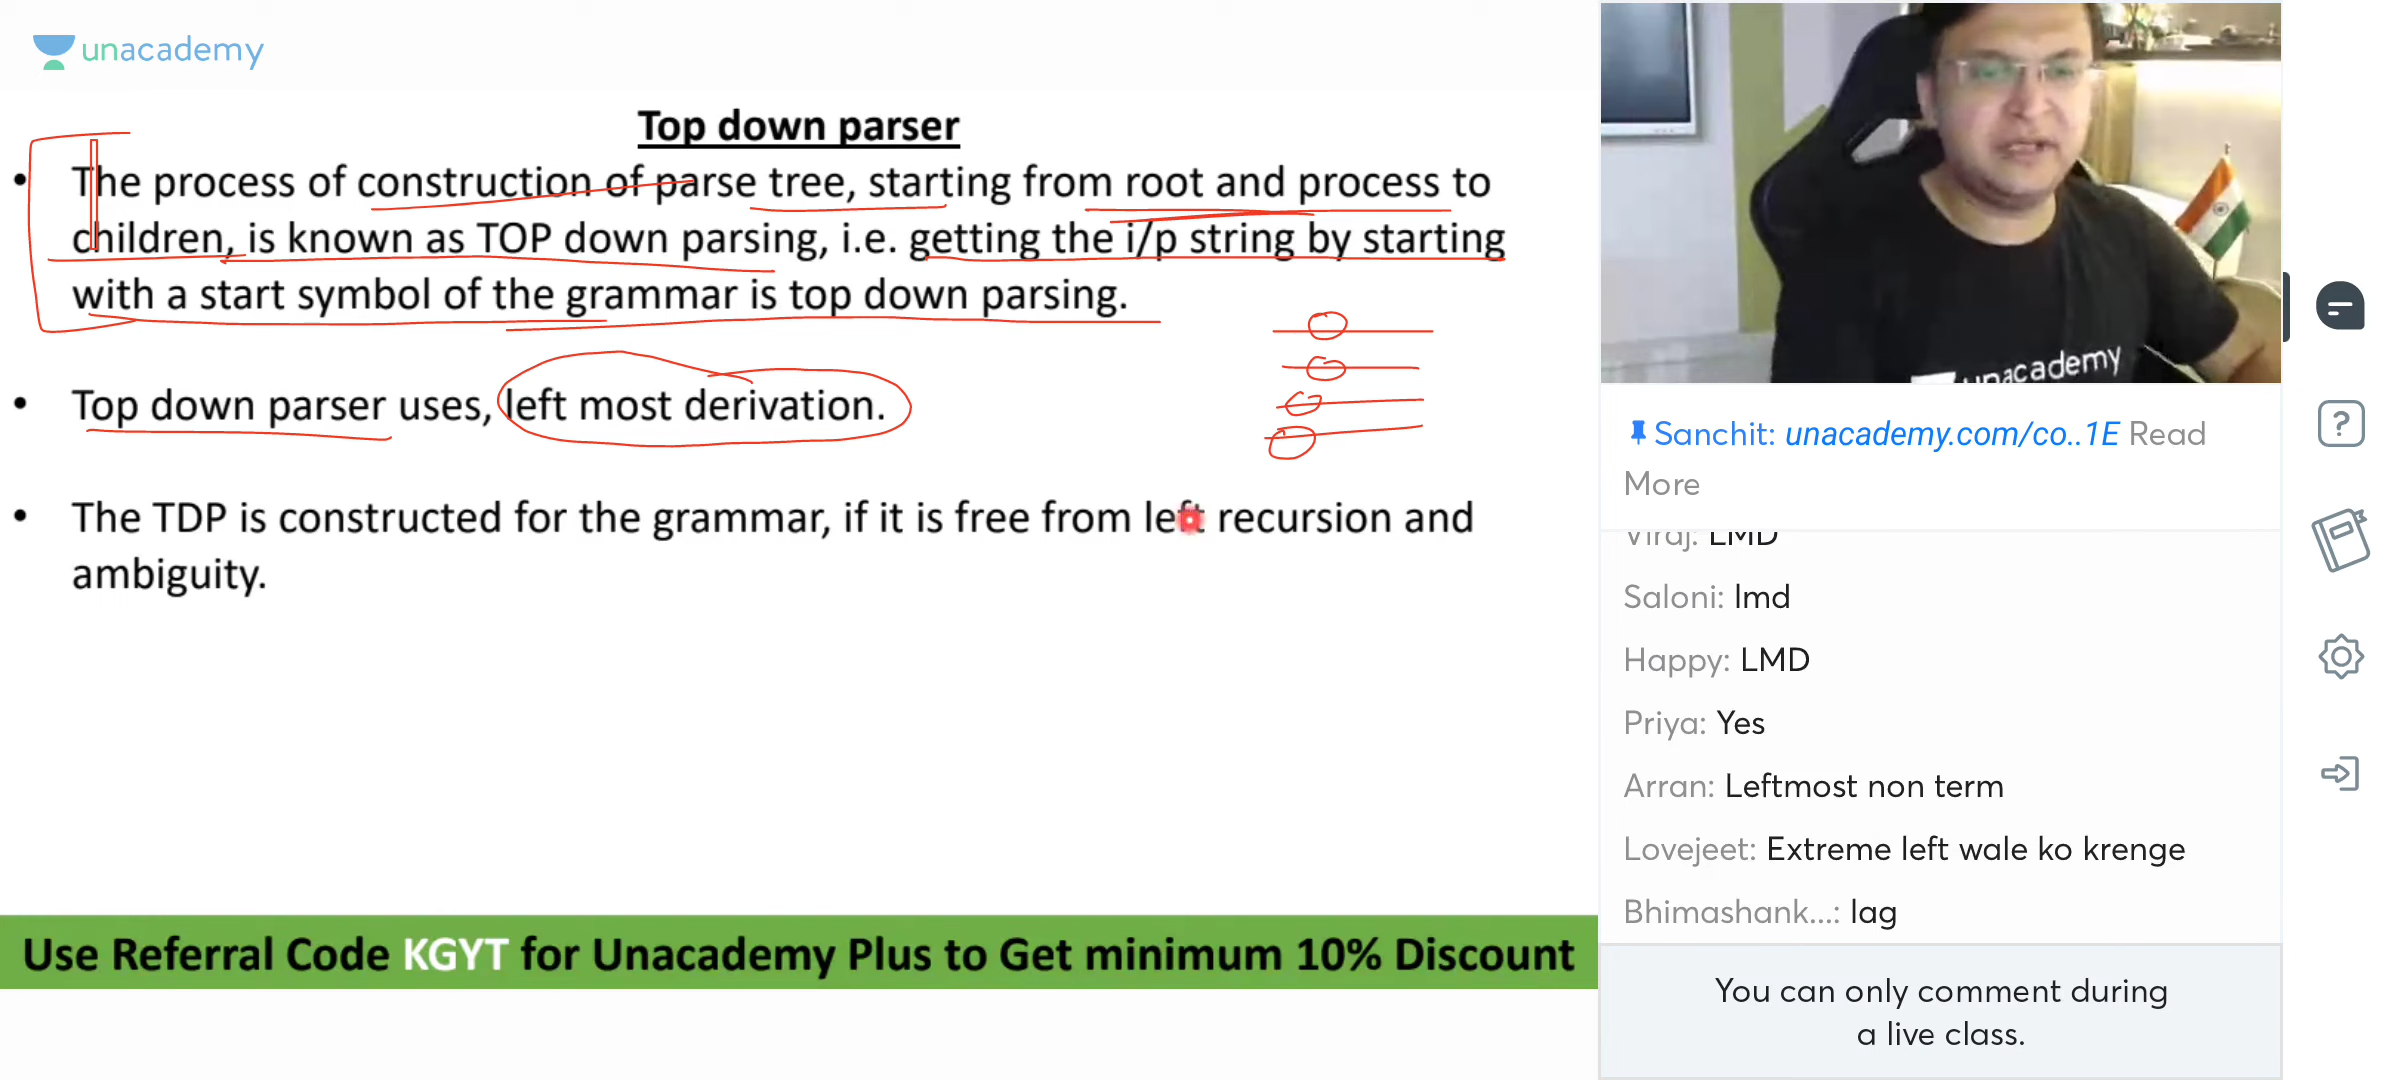 unacademy
Top down parser
• The process of construction of parse tree, starting from root and process to
children, is known as TOP down parsing, i.e. getting the i/p string by starting
with a start symbol of the grammar is top down parsing.
• Top down parser uses, left most derivation.
• The TDP is constructed for the grammar, if it is free from left recursion and
ambiguity.
Use Referral Code KGYT for Unacademy Plus to Get minimum 10% Discount
unacademy
Sanchit: unacademy.com/co..1E Read
More
Viraj: LMD
Saloni: lmd
Happy: LMD
Priya: Yes
Arran: Leftmost non term
Lovejeet: Extreme left wale ko krenge
Bhimashank...: lag
You can only comment during
a live class.
?